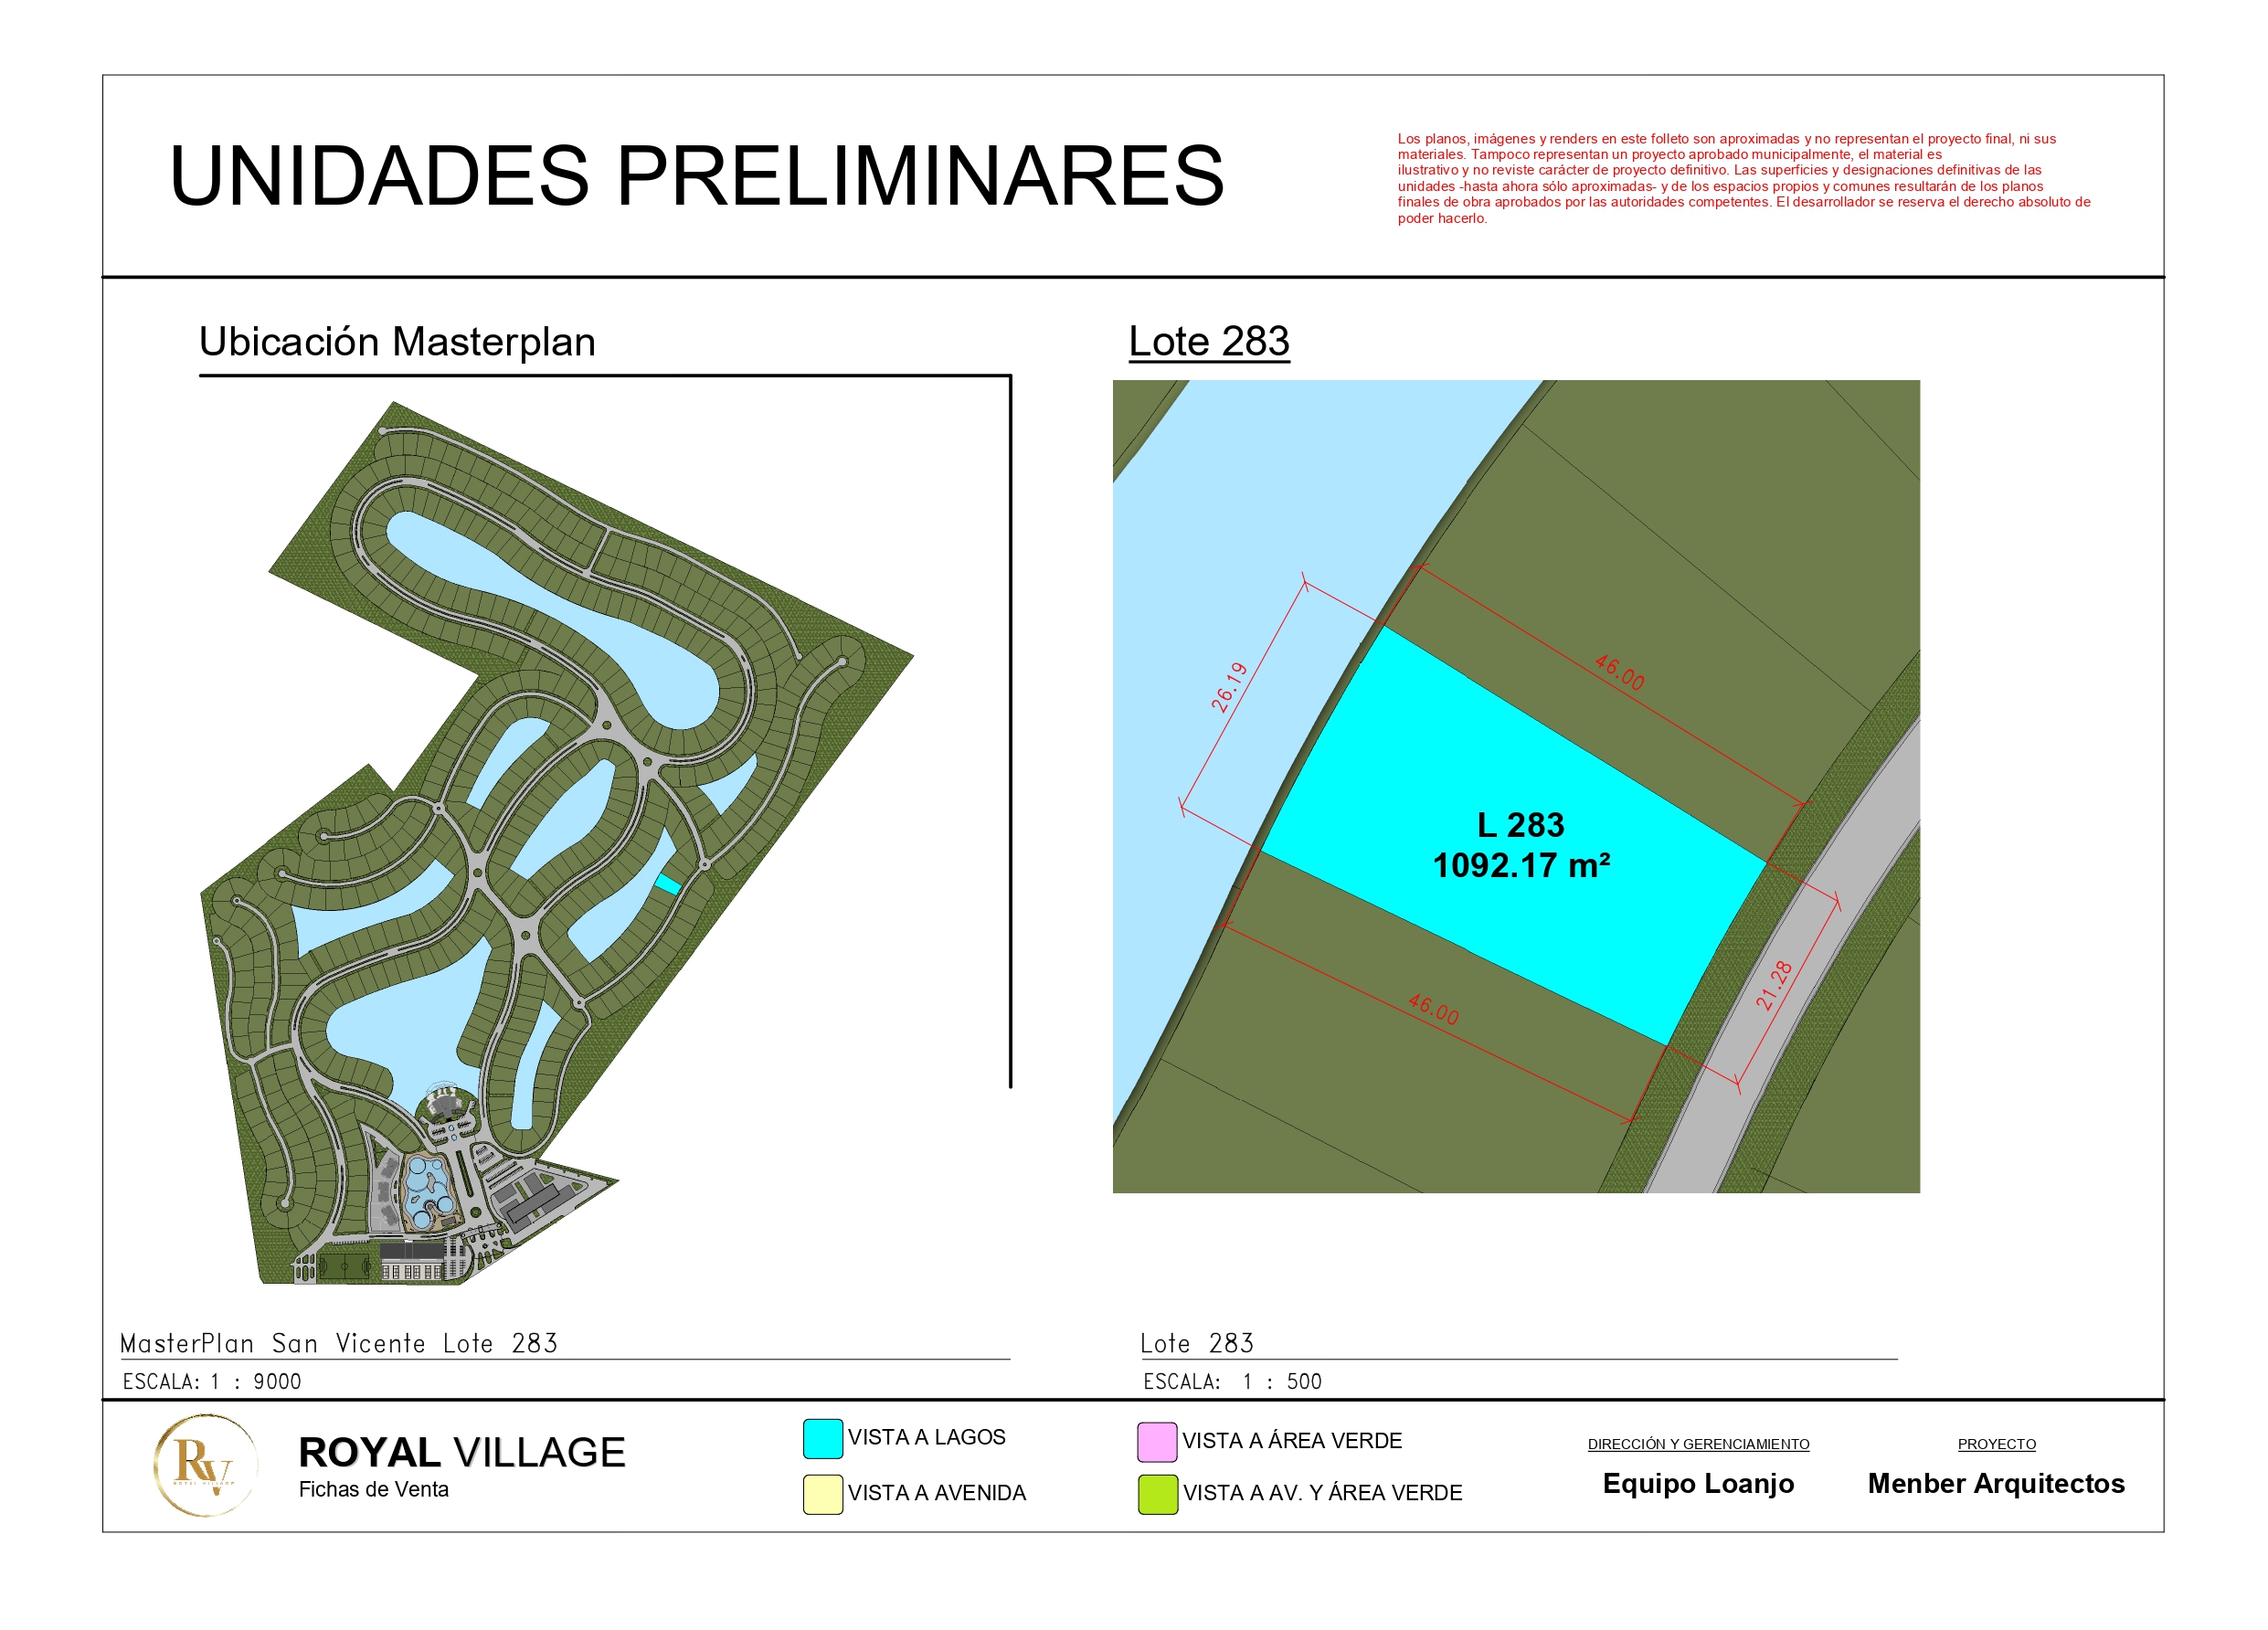 UNIDADES PRELIMINARES
Los planos, imágenes y renders en este folleto son aproximadas y no representan el proyecto final, ni sus
materiales. Tampoco representan un proyecto aprobado municipalmente, el material es
ilustrativo y no reviste carácter de proyecto definitivo. Las superficies y designaciones definitivas de las
unidades -hasta ahora sólo aproximadas- y de los espacios propios y comunes resultarán de los planos
finales de obra aprobados por las autoridades competentes. El desarrollador se reserva el derecho absoluto de
poder hacerlo.
Ubicación Masterplan
Lote 283
26.19
46.00
L 283
1092.17 m²
46.00
21.28
MasterPlan San Vicente Lote 283
ESCALA: 1 : 9000
Lote 283
ESCALA: 1 : 500
RV
ROYAL VILLAGE
ROYAL VILLAGE
Fichas de Venta
VISTA A LAGOS
VISTA A AVENIDA
VISTA A ÁREA VERDE
VISTA A AV. Y ÁREA VERDE
DIRECCIÓN Y GERENCIAMIENTO
Equipo Loanjo
PROYECTO
Menber Arquitectos